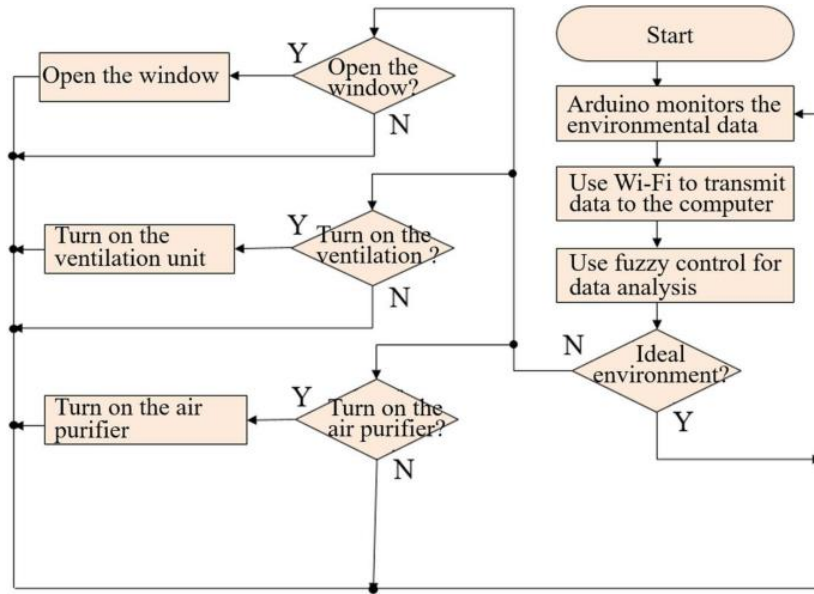 Start
Arduino monitors the
environmental data
Use Wi-Fi to transmit
data to the computer
Use fuzzy control for
data analysis
Ideal
environment?
N
Y
Open the
window?
Y
N
Open the window
Turn on the
ventilation ?
Y
N
Turn on the
ventilation unit
Turn on the
air purifier?
Y
N
Turn on the air
purifier